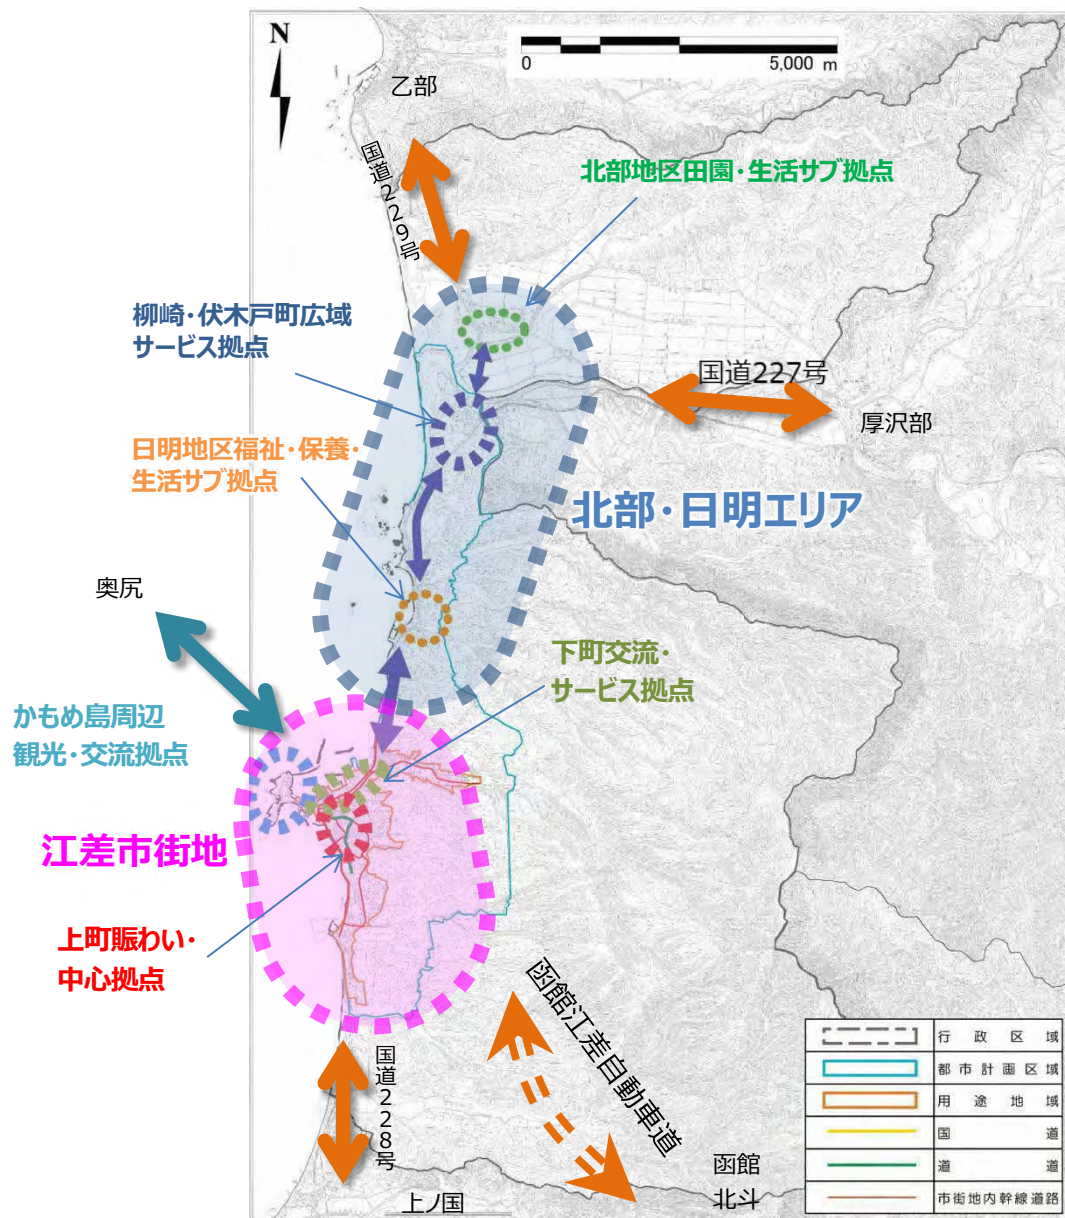 N
0
5,000 m
乙部
国道229号
北部地区田園・生活サブ拠点
柳崎・伏木戸町広域
サービス拠点
国道227号
厚沢部
日明地区福祉・保養・
生活サブ拠点
北部・日明エリア
奥尻
下町交流・
サービス拠点
かもめ島周辺
観光・交流拠点
江差市街地
上町賑わい・
中心拠点
函館江差自動車道
国道228号
函館
北斗
上ノ国
行政区域
都市計画区域
用途地域
国道
道道
市街地内幹線道路